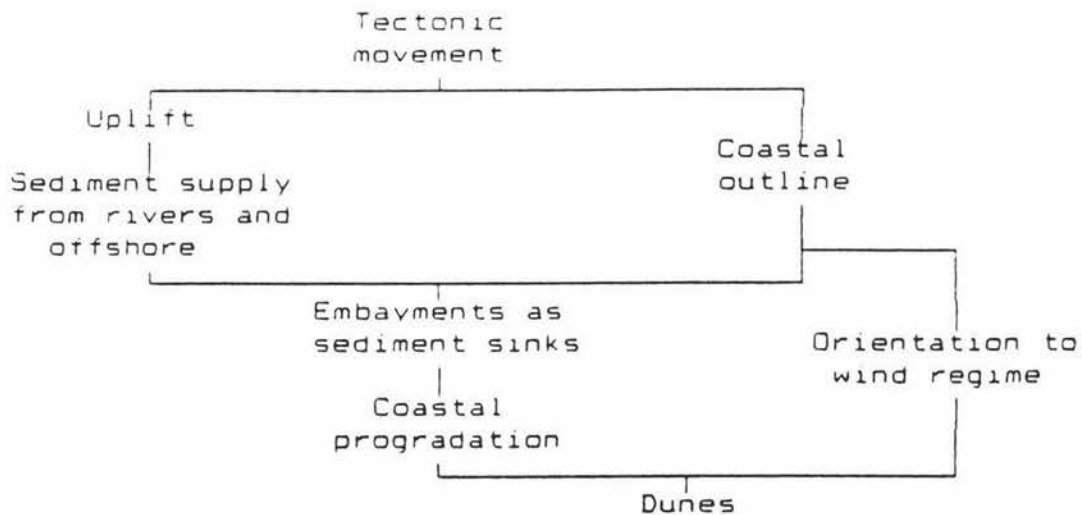 Tectonic
movement
Uplift
Coastal
outline
Sediment supply
from rivers and
offshore
Embayments as
sediment sinks
Orientation to
wind regime
Coastal
progradation
Dunes